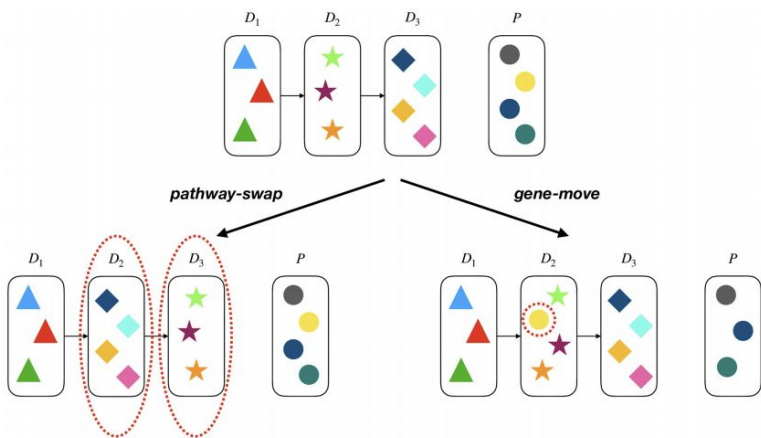 D₁ D₂ D₃ P
pathway-swap gene-move
D₁ D₂ D₃ P D₁ D₂ D₃ P